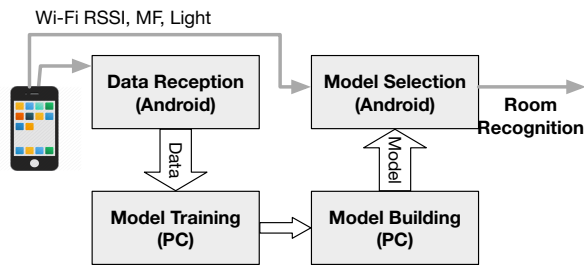 Wi-Fi RSSI, MF, Light
Data Reception
(Android)
Model Selection
(Android)
Room
Recognition
Data
Model
Model Training
(PC)
Model Building
(PC)